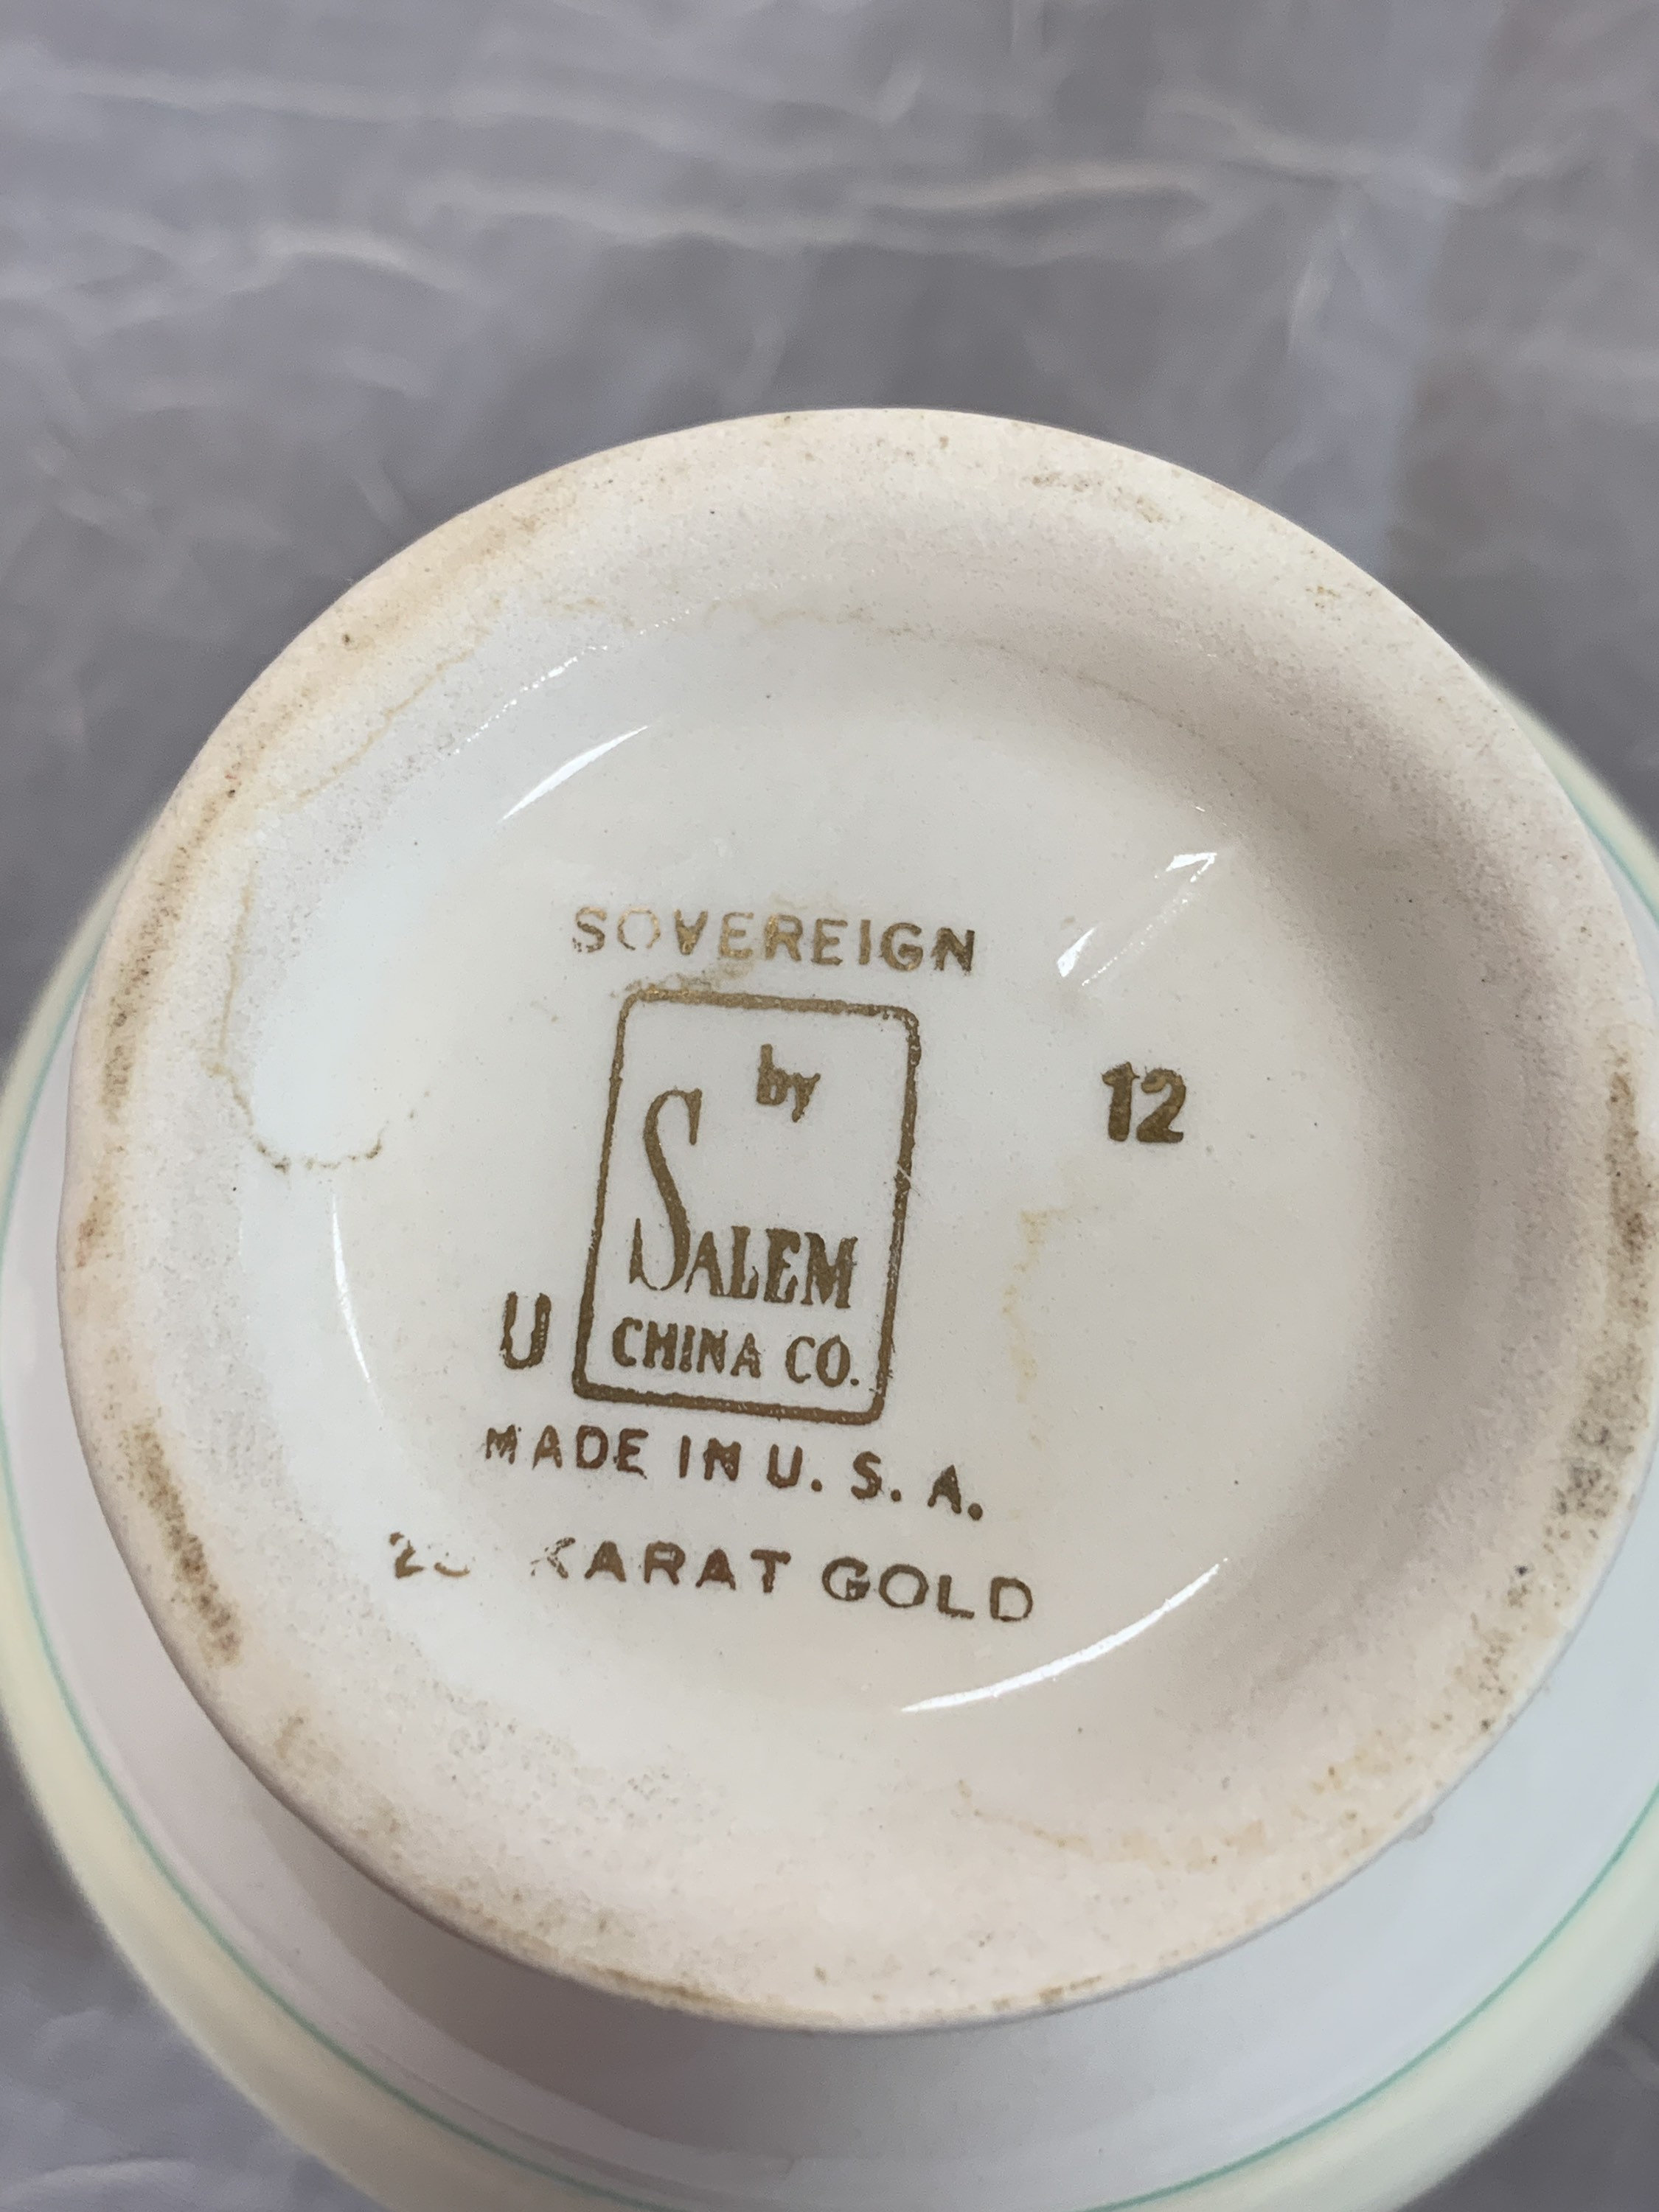 SOVEREIGN
by
SALEM
CHINA CO.
U
12
MADE IN U. S. A.
KARAT GOLD